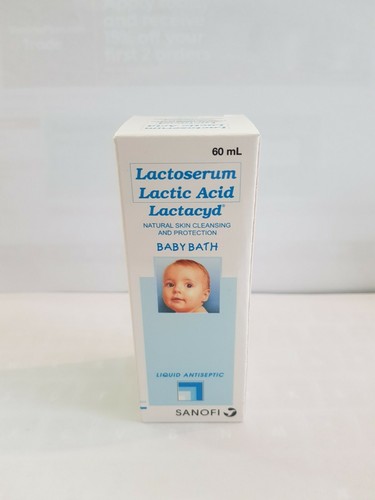 60 mL
Lactoserum
Lactic Acid
Lactacyd®
NATURAL SKIN CLEANSING
AND PROTECTION
BABY BATH
LIQUID ANTISEPTIC
SANOFI